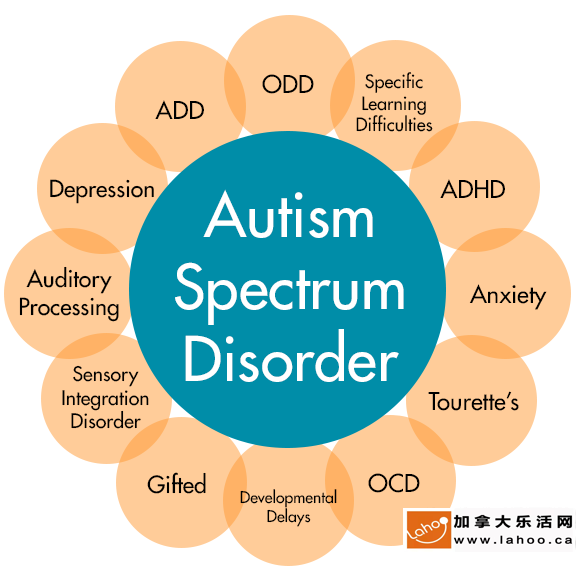 Autism
Spectrum
Disorder
ODD
Specific
Learning
Difficulties
ADHD
Anxiety
Tourette's
OCD
Developmental
Delays
Gifted
Sensory
Integration
Disorder
Auditory
Processing
Depression
ADD
Lahoo
加拿大乐活网
www.lahoo.ca